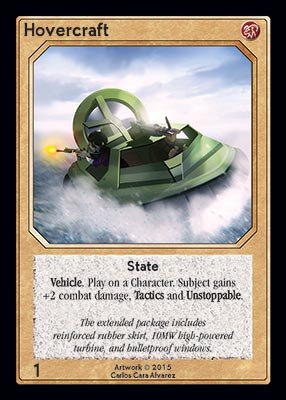 Hovercraft
State
Vehicle. Play on a Character. Subject gains
+2 combat damage, Tactics and Unstoppable.
The extended package includes
reinforced rubber skirt, 10MW high-powered
turbine, and bulletproof windows.
Artwork © 2015
1
Carlos Cara Álvarez